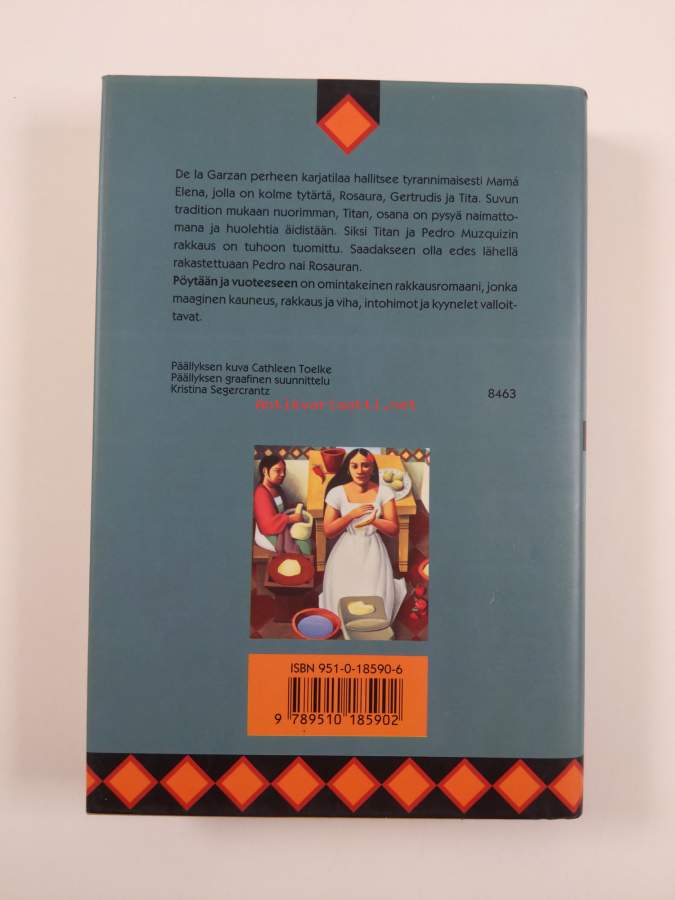 De la Garzan perheen karjatilaa hallitsee tyrannimaisesti Mamá
Elena, jolla on kolme tytärtä, Rosaura, Gertrudis ja Tita. Suvun
tradition mukaan nuorimman, Titan, osana on pysyä naimatto-
mana ja huolehtia äidistään. Siksi Titan ja Pedro Muzquizin
rakkaus on tuhoon tuomittu. Saadakseen olla edes lähellä
rakastettuaan Pedro nai Rosauran.
Pöytään ja vuoteeseen on omintakeinen rakkausromaani, jonka
maaginen kauneus, rakkaus ja viha, intohimot ja kyynelet valloit-
tavat.
Päällyksen kuva Cathleen Toelke
Päällyksen graafinen suunnittelu
Kristina Segercrantz
8463
Antikvariaatti.net
ISBN 951-0-18590-6
9 789510 185902